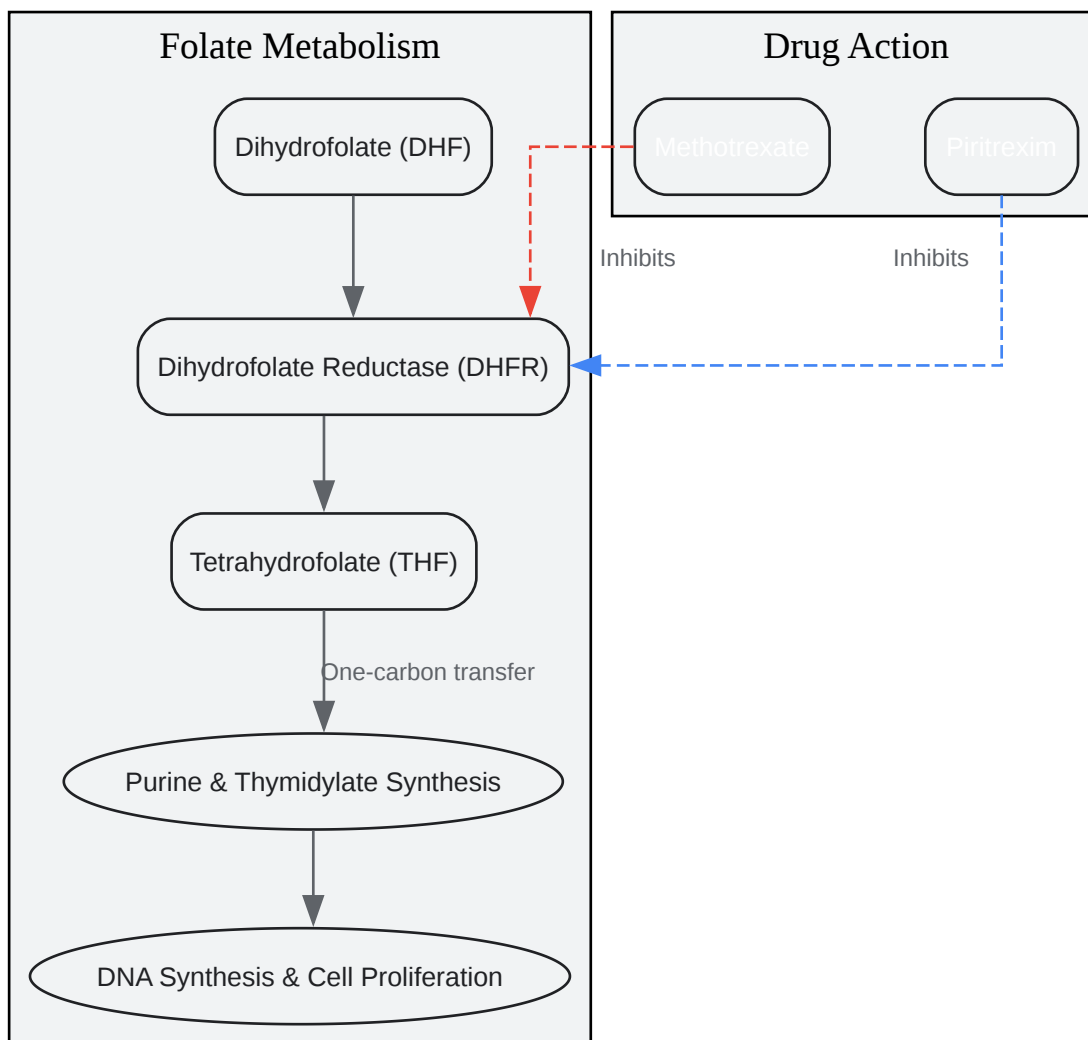 Folate Metabolism
Drug Action
Dihydrofolate (DHF)
Methotrexate
Piritrexim
Inhibits
Inhibits
Dihydrofolate Reductase (DHFR)
Tetrahydrofolate (THF)
One-carbon transfer
Purine & Thymidylate Synthesis
DNA Synthesis & Cell Proliferation